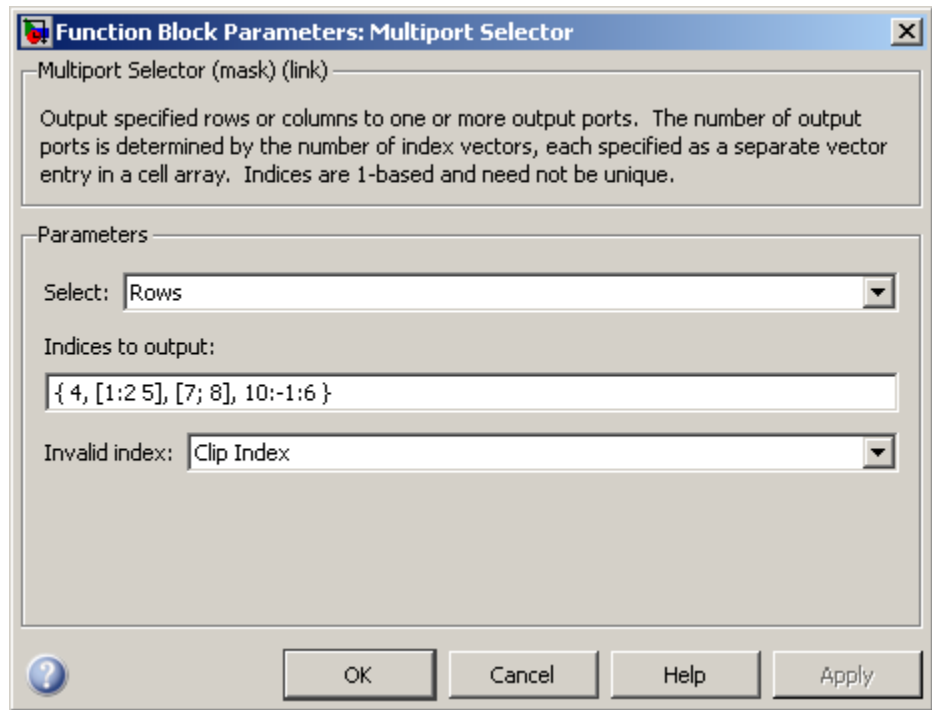 Function Block Parameters: Multiport Selector
Multiport Selector (mask) (link)
Output specified rows or columns to one or more output ports.  The number of output
ports is determined by the number of index vectors, each specified as a separate vector
entry in a cell array.  Indices are 1-based and need not be unique.
Parameters
Select: Rows
Indices to output:
{ 4, [1:2 5], [7; 8], 10:-1:6 }
Invalid index: Clip Index
? OK Cancel Help Apply